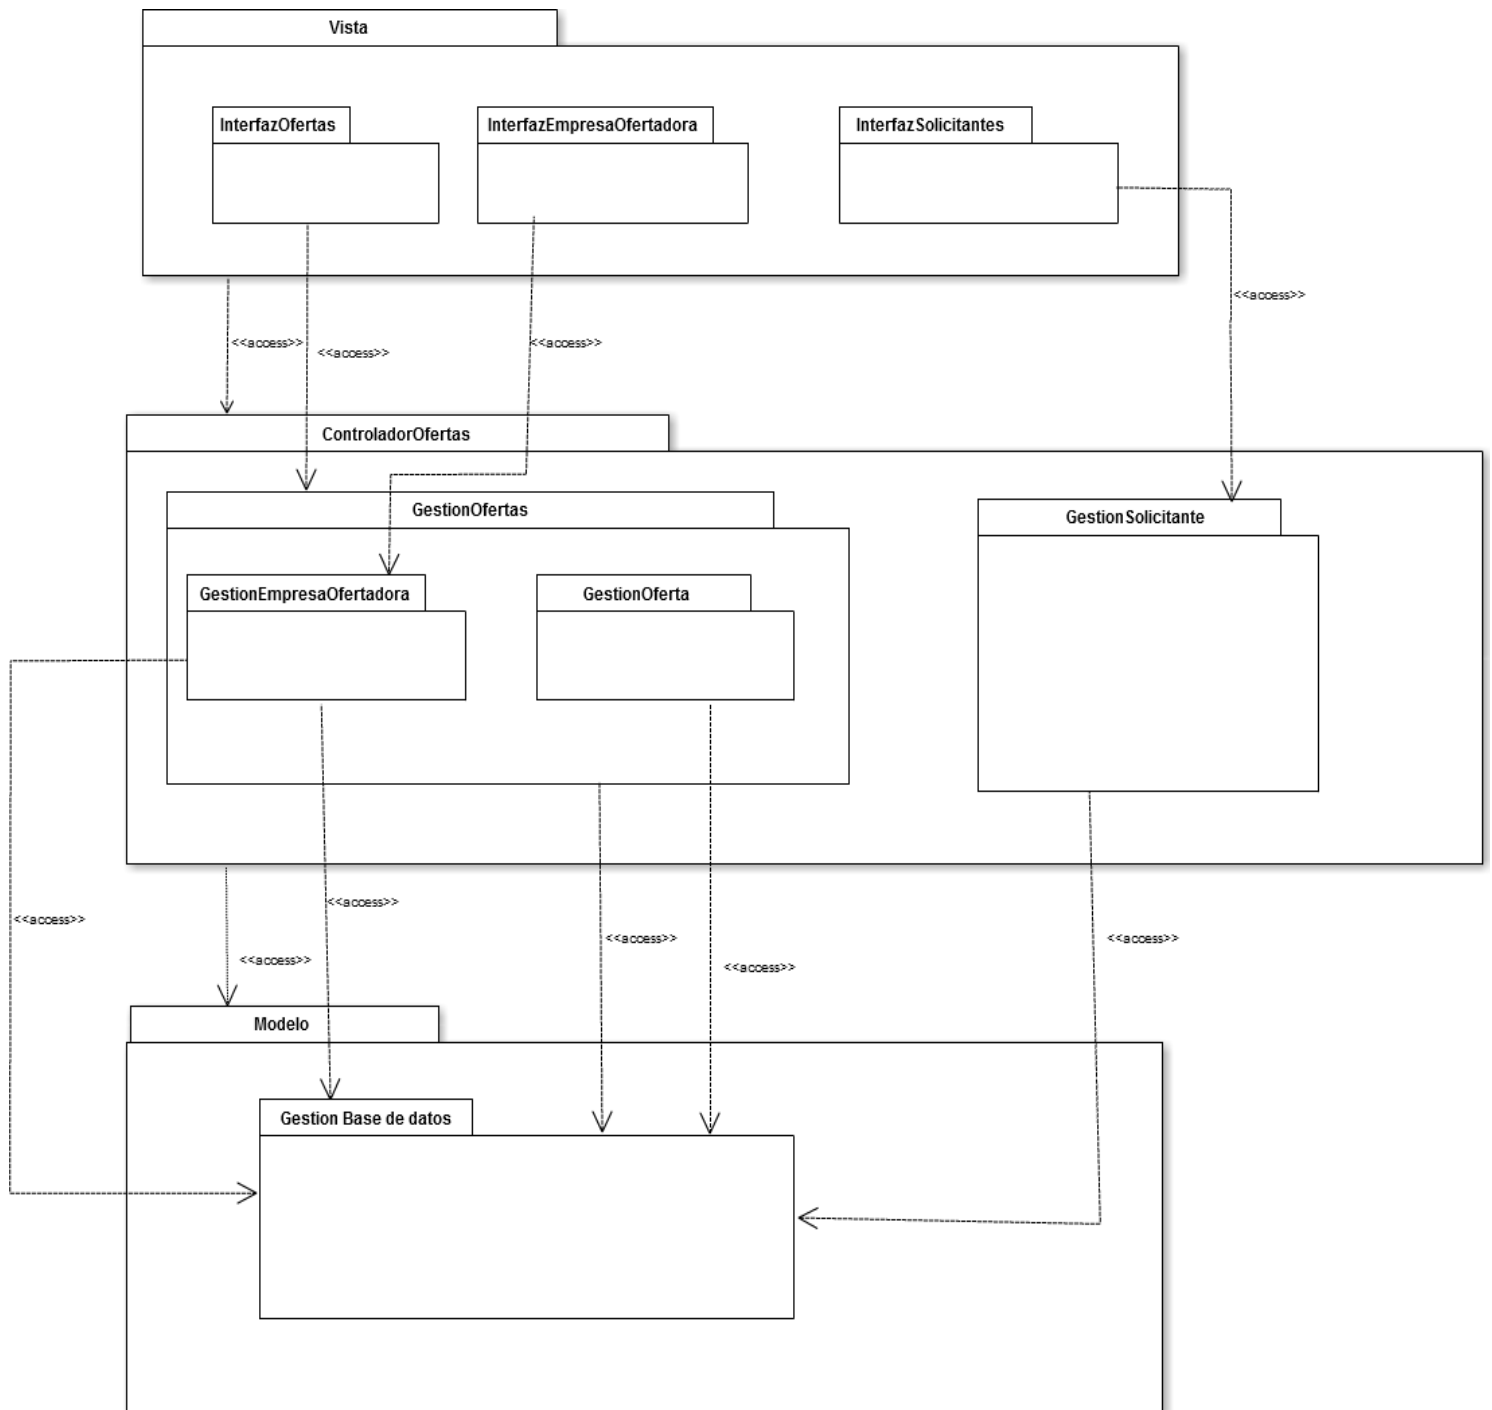 Vista
InterfazOfertas
InterfazEmpresaOfertadora
InterfazSolicitantes
<<access>>
<<access>>
<<access>>
<<access>>
ControladorOfertas
GestionOfertas
GestionSolicitante
GestionEmpresaOfertadora
GestionOferta
<<access>>
<<access>>
<<access>>
<<access>>
<<access>>
<<access>>
Modelo
Gestion Base de datos